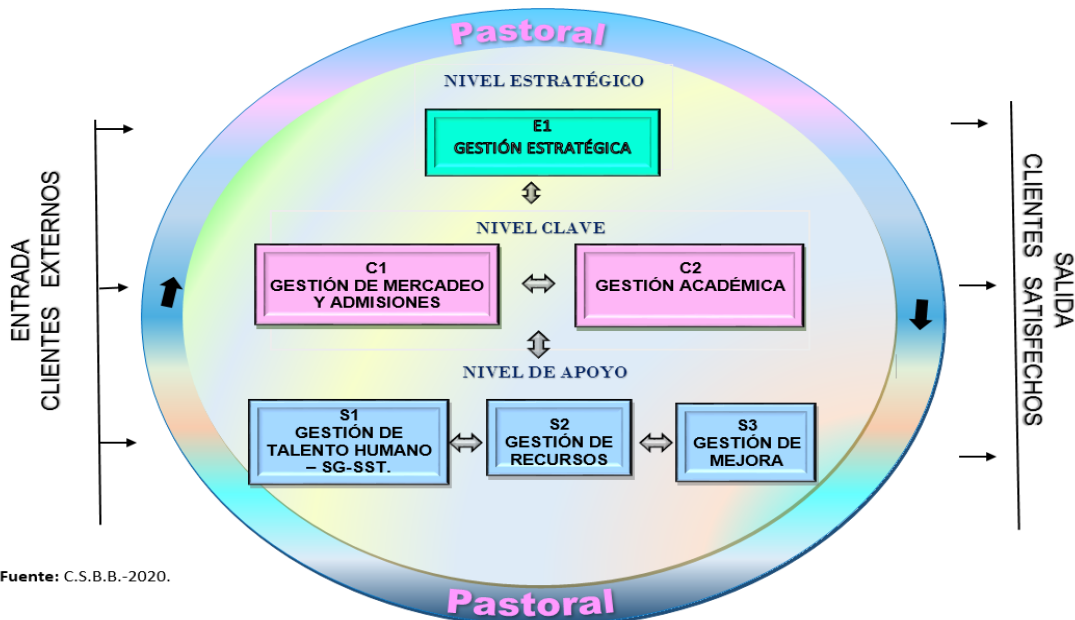 Pastoral
NIVEL ESTRATÉGICO
E1
GESTIÓN ESTRATÉGICA
NIVEL CLAVE
C1
GESTIÓN DE MERCADEO
Y ADMISIONES
C2
GESTIÓN ACADÉMICA
NIVEL DE APOYO
S1
GESTIÓN DE
TALENTO HUMANO
– SG-SST.
S2
GESTIÓN DE
RECURSOS
S3
GESTIÓN DE
MEJORA
ENTRADA
CLIENTES EXTERNOS
SALIDA
CLIENTES SATISFECHOS
Fuente: C.S.B.B.-2020.
Pastoral